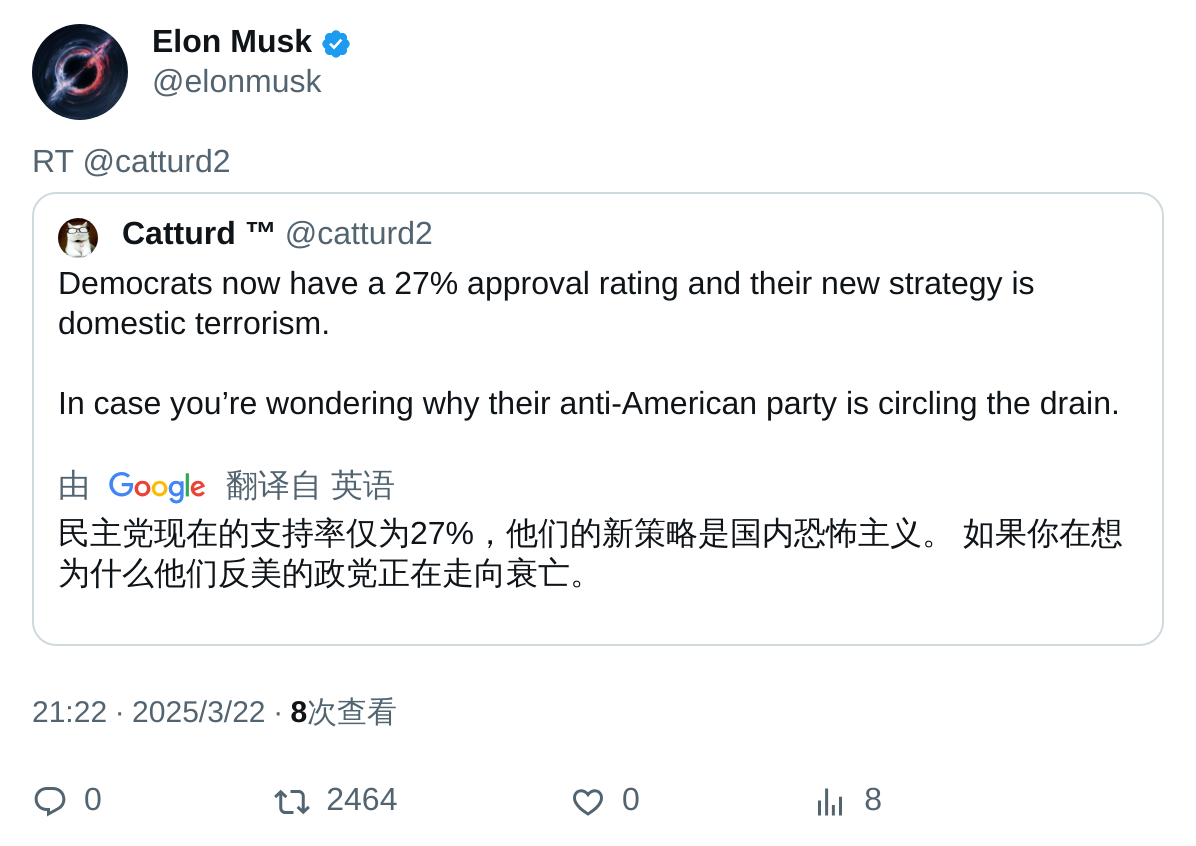 Elon Musk
@elonmusk
RT @catturd2
Catturd ™ @catturd2
Democrats now have a 27% approval rating and their new strategy is
domestic terrorism.
In case you’re wondering why their anti-American party is circling the drain.
由 Google 翻译自 英语
民主党现在的支持率仅为27%，他们的新策略是国内恐怖主义。 如果你在想
为什么他们反美的政党正在走向衰亡。
21:22 · 2025/3/22 · 8次查看
0 2464 0 8